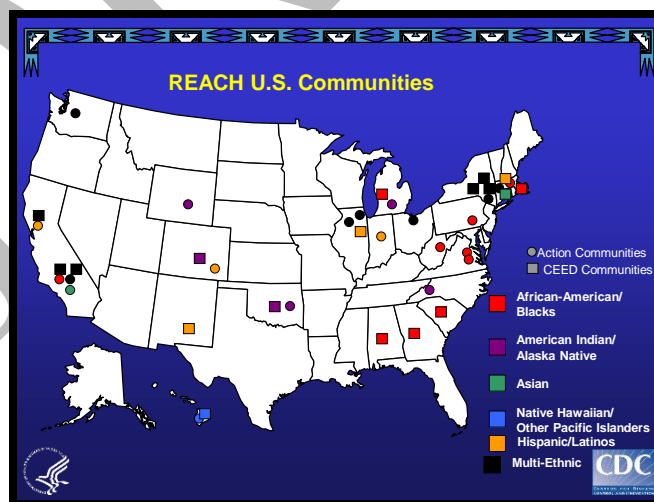 REACH U.S. Communities
Action Communities
CEED Communities
African-American/
Blacks
American Indian/
Alaska Native
Asian
Native Hawaiian/
Other Pacific Islanders
Hispanic/Latinos
Multi-Ethnic
CDC